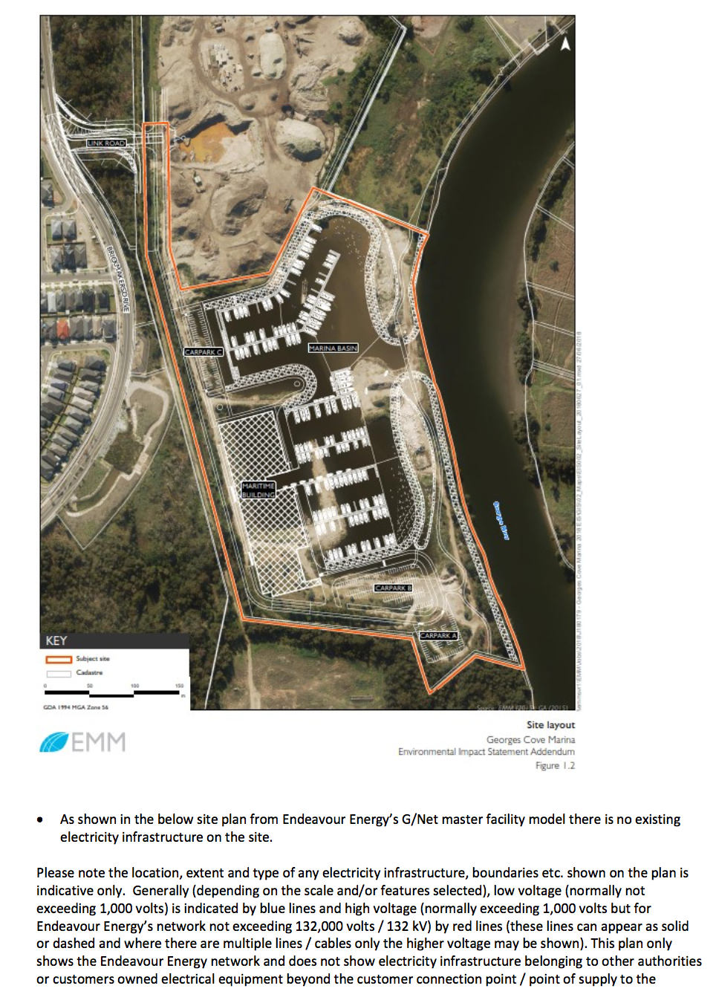 LINK ROAD
BRICKMAKERS DRIVE
CARPARK C
MARINA BASIN
MARITIME
BUILDING
CARPARK B
CARPARK A
Georges River
KEY
Subject site
Cadastre
0 50 100 150
m
GDA 1994 MGA Zone 56
Source: EMM (2018); GA (2015)
EMM
Site layout
Georges Cove Marina
Environmental Impact Statement Addendum
Figure 1.2
• As shown in the below site plan from Endeavour Energy’s G/Net master facility model there is no existing
electricity infrastructure on the site.
Please note the location, extent and type of any electricity infrastructure, boundaries etc. shown on the plan is
indicative only.  Generally (depending on the scale and/or features selected), low voltage (normally not
exceeding 1,000 volts) is indicated by blue lines and high voltage (normally exceeding 1,000 volts but for
Endeavour Energy’s network not exceeding 132,000 volts / 132 kV) by red lines (these lines can appear as solid
or dashed and where there are multiple lines / cables only the higher voltage may be shown). This plan only
shows the Endeavour Energy network and does not show electricity infrastructure belonging to other authorities
or customers owned electrical equipment beyond the customer connection point / point of supply to the